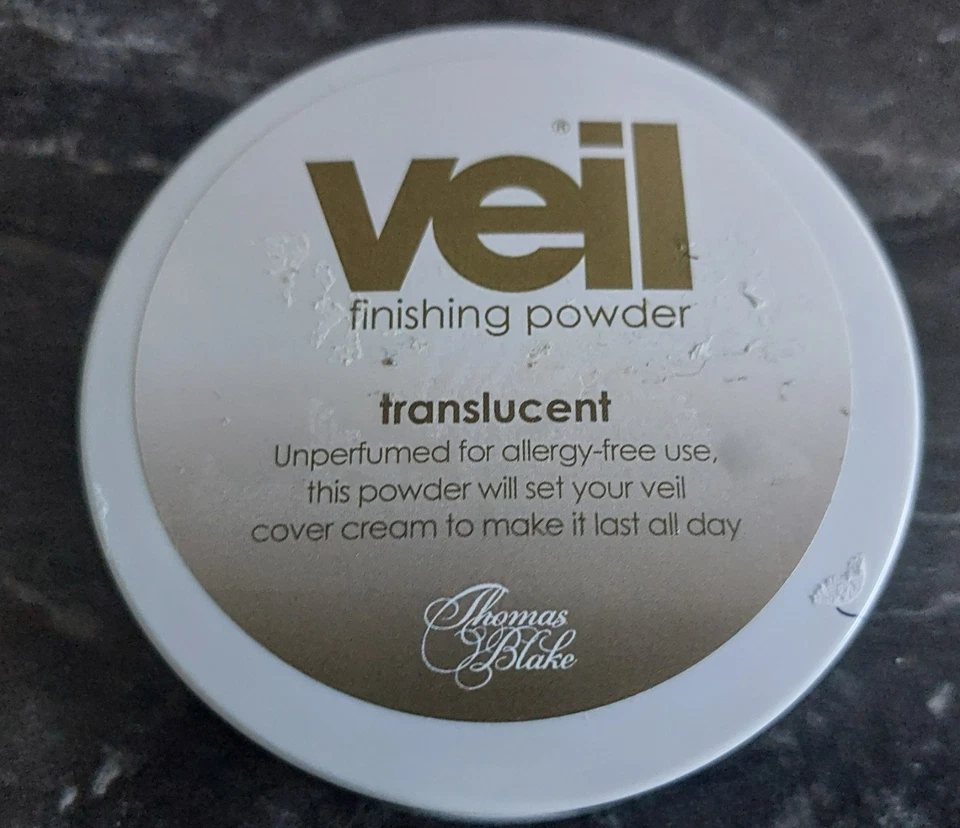 veil®
finishing powder
translucent
Unperfumed for allergy-free use,
this powder will set your veil
cover cream to make it last all day
Thomas
Blake